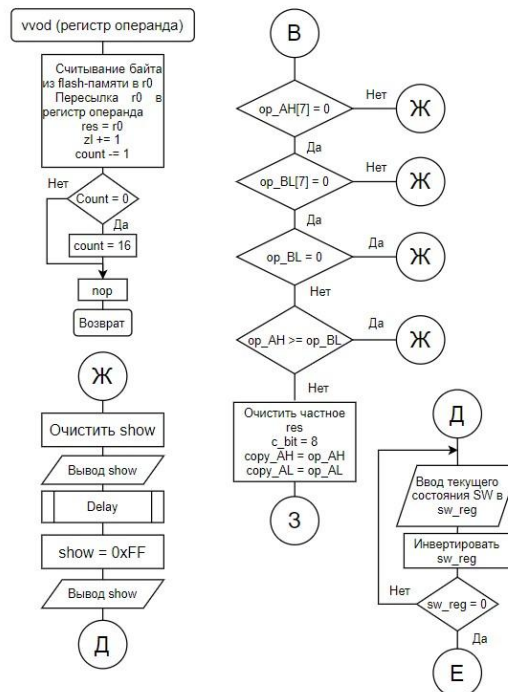 vvod (регистр операнда)
Считывание байта
из flash-памяти в r0
Пересылка r0 в
регистр операнда
res = r0
zl += 1
count -= 1
Нет
Count = 0
Да
count = 16
nop
Возврат
Ж
Очистить show
Вывод show
Delay
show = 0xFF
Вывод show
Д
В
op_AH[7] = 0
Нет
Ж
Да
op_BL[7] = 0
Нет
Ж
Да
op_BL = 0
Да
Ж
Нет
op_AH >= op_BL
Да
Ж
Нет
Очистить частное
res
c_bit = 8
copy_AH = op_AH
copy_AL = op_AL
З
Д
Ввод текущего
состояния SW в
sw_reg
Инвертировать
sw_reg
Нет
sw_reg = 0
Да
Е